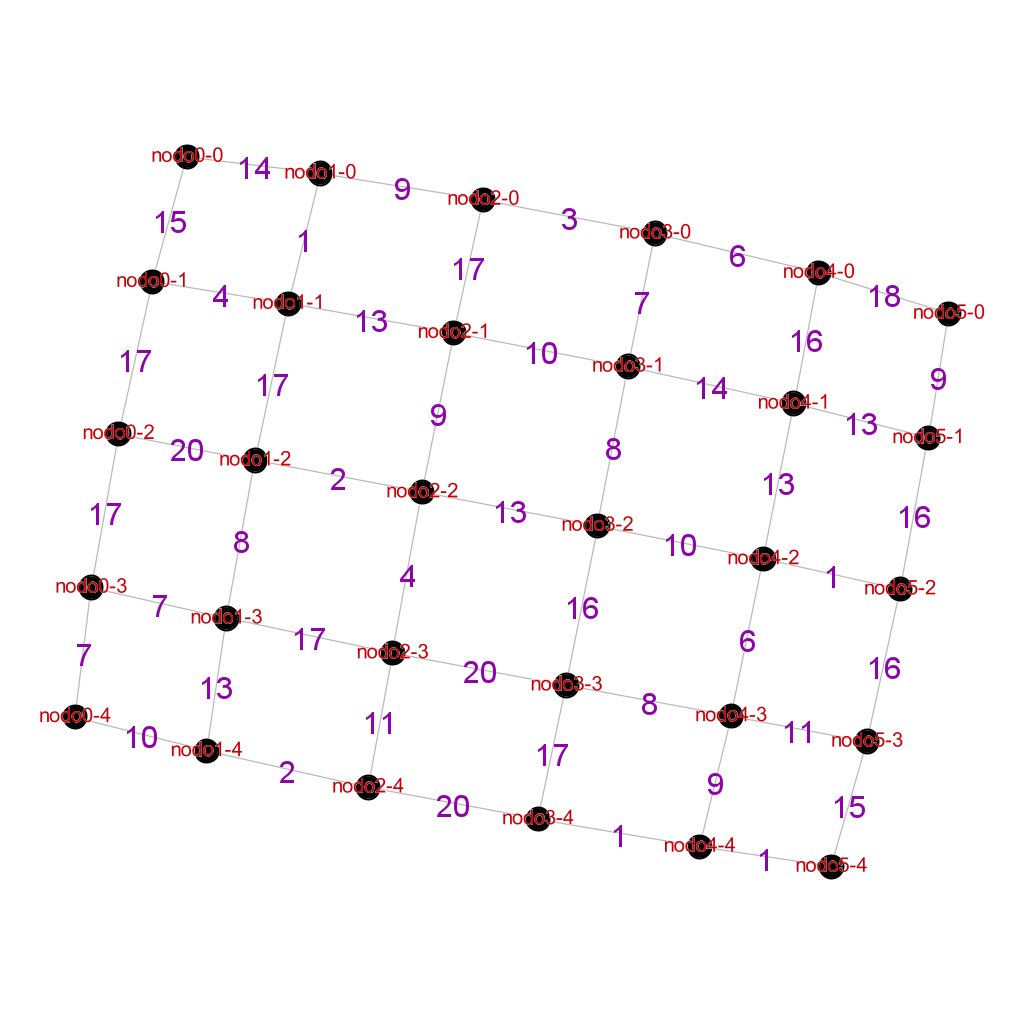 nodo0-0 14 nodo1-0 9 nodo2-0 3 nodo3-0 6 nodo4-0 18 nodo5-0
15 1 17 7 16 9
nodo0-1 4 nodo1-1 13 nodo2-1 10 nodo3-1 14 nodo4-1 13 nodo5-1
17 17 9 8 13 16
nodo0-2 20 nodo1-2 2 nodo2-2 13 nodo3-2 10 nodo4-2 1 nodo5-2
17 8 4 16 6 16
nodo0-3 7 nodo1-3 17 nodo2-3 20 nodo3-3 8 nodo4-3 11 nodo5-3
7 13 11 17 9 15
nodo0-4 10 nodo1-4 2 nodo2-4 20 nodo3-4 1 nodo4-4 1 nodo5-4